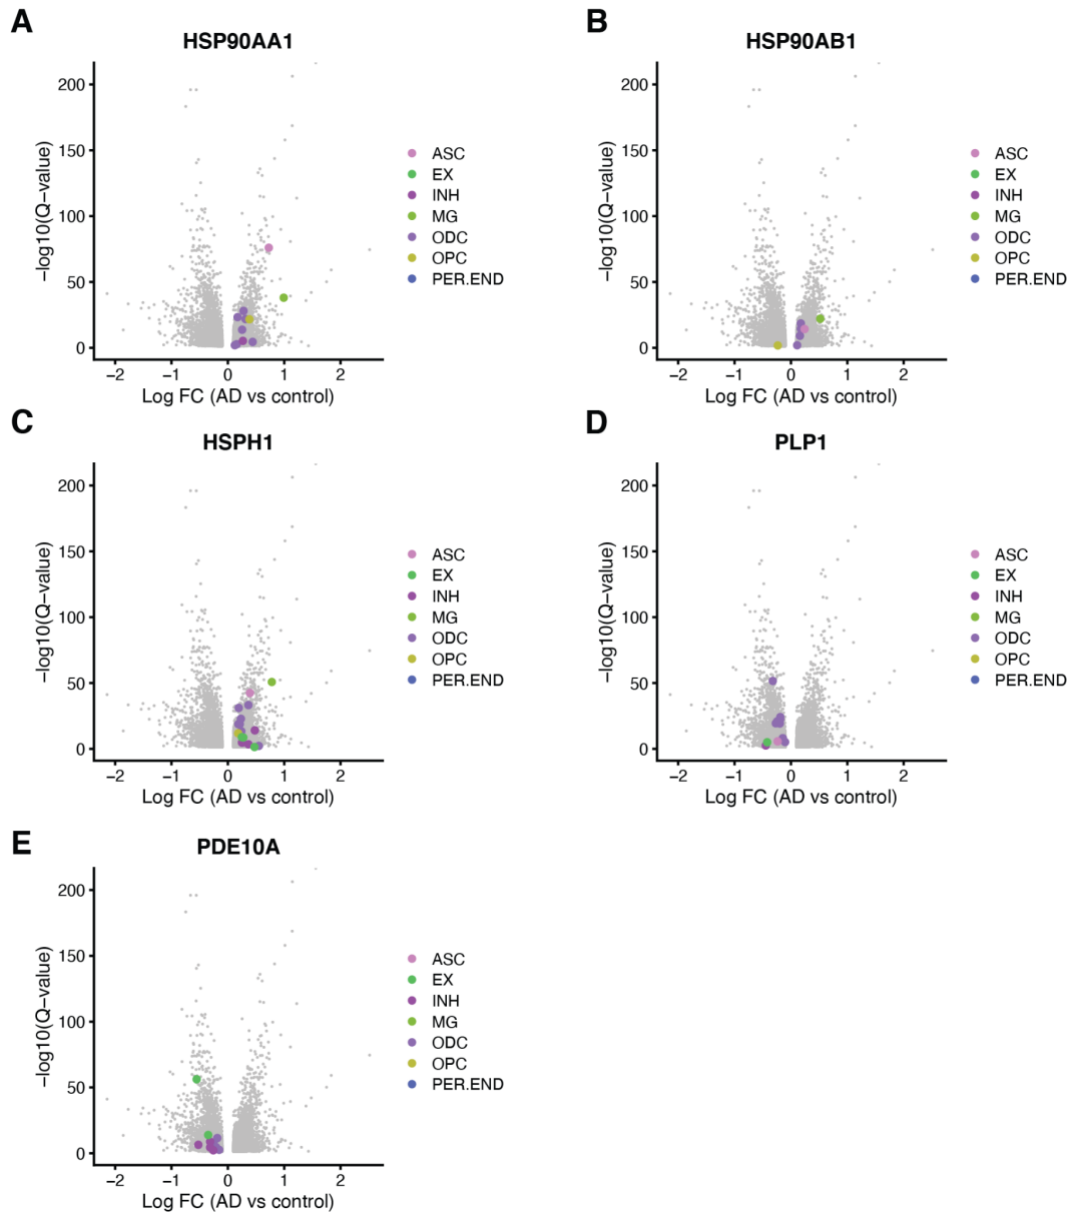 A
HSP90AA1
200
150
100
50
0
−log10(Q−value)
−2 −1 0 1 2
Log FC (AD vs control)
ASC
EX
INH
MG
ODC
OPC
PER.END
B
HSP90AB1
200
150
100
50
0
−log10(Q−value)
−2 −1 0 1 2
Log FC (AD vs control)
ASC
EX
INH
MG
ODC
OPC
PER.END
C
HSPH1
200
150
100
50
0
−log10(Q−value)
−2 −1 0 1 2
Log FC (AD vs control)
ASC
EX
INH
MG
ODC
OPC
PER.END
D
PLP1
200
150
100
50
0
−log10(Q−value)
−2 −1 0 1 2
Log FC (AD vs control)
ASC
EX
INH
MG
ODC
OPC
PER.END
E
PDE10A
200
150
100
50
0
−log10(Q−value)
−2 −1 0 1 2
Log FC (AD vs control)
ASC
EX
INH
MG
ODC
OPC
PER.END